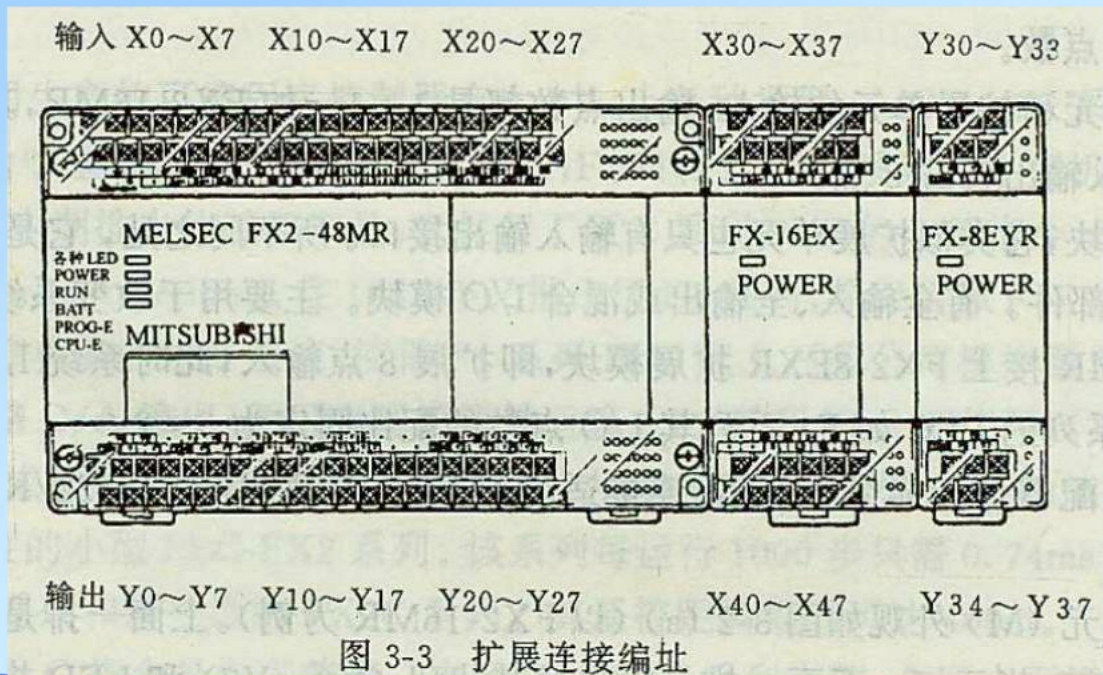 输入 X0～X7 X10～X17 X20～X27 X30～X37 Y30～Y33
MELSEC FX2-48MR
各种LED
POWER
RUN
BATT
PROG-E
CPU-E
MITSUBISHI
FX-16EX
POWER
FX-8EYR
POWER
输出 Y0～Y7 Y10～Y17 Y20～Y27 X40～X47 Y34～Y37
图 3-3 扩展连接编址